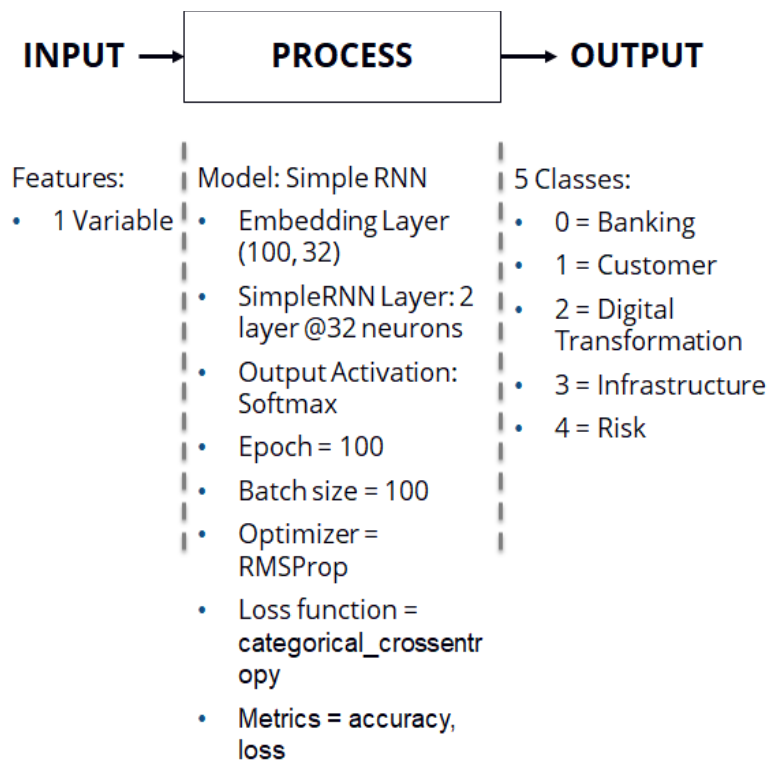 INPUT
PROCESS
OUTPUT
Features:
• 1 Variable
Model: Simple RNN
• Embedding Layer
(100, 32)
• SimpleRNN Layer: 2
layer @32 neurons
• Output Activation:
Softmax
• Epoch = 100
• Batch size = 100
• Optimizer =
RMSProp
• Loss function =
categorical_crossentr
opy
• Metrics = accuracy,
loss
5 Classes:
• 0 = Banking
• 1 = Customer
• 2 = Digital
Transformation
• 3 = Infrastructure
• 4 = Risk